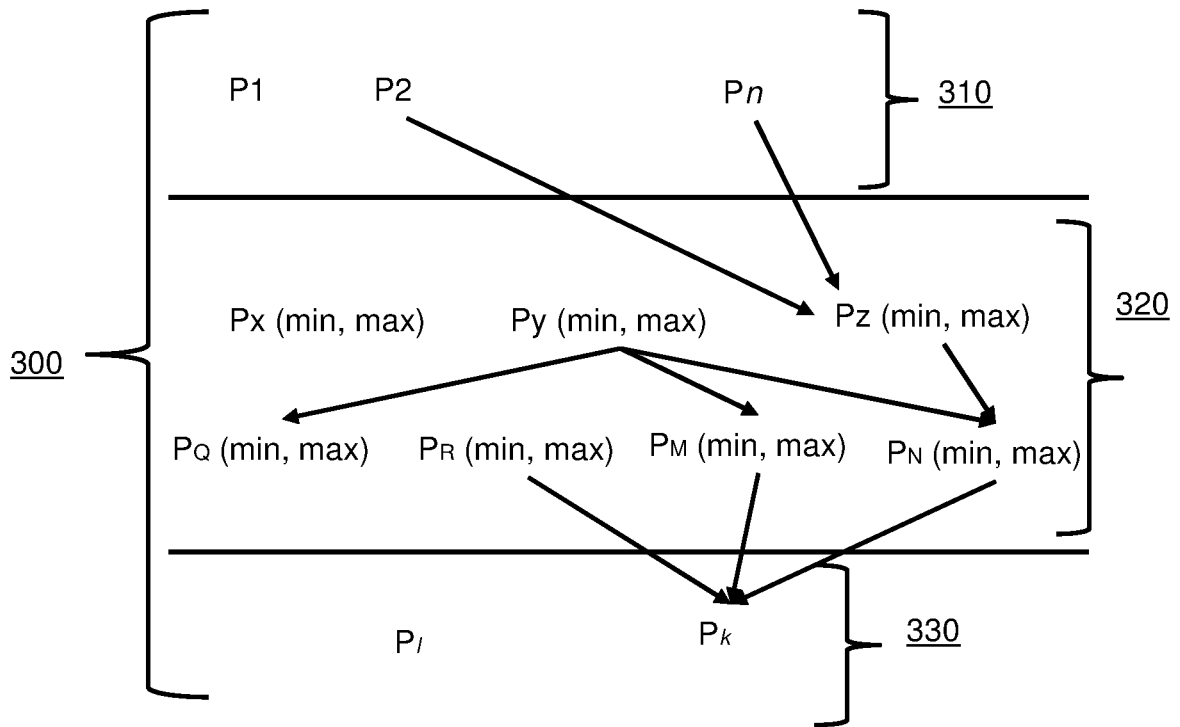 P1 P2 Pn 310
Px (min, max) Py (min, max) Pz (min, max) 320
300
PQ (min, max) PR (min, max) PM (min, max) PN (min, max)
Pl Pk 330